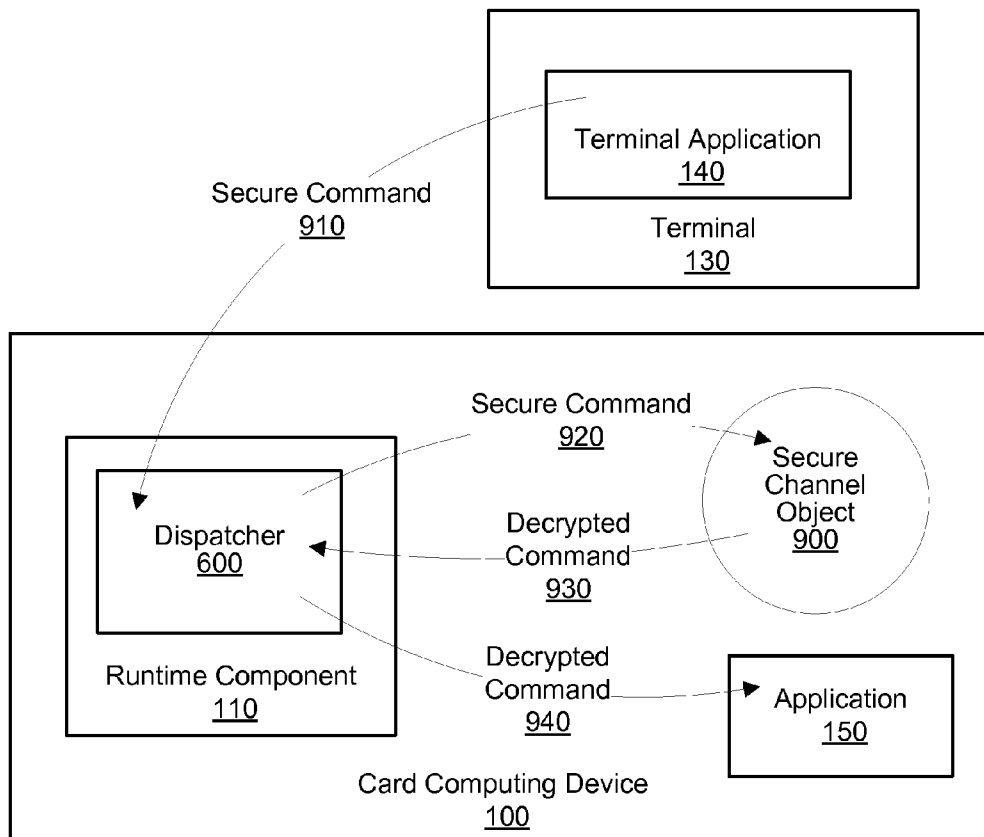 Terminal Application
140
Terminal
130
Secure Command
910
Secure Command
920
Secure
Channel
Object
900
Dispatcher
600
Decrypted
Command
930
Runtime Component
110
Decrypted
Command
940
Application
150
Card Computing Device
100